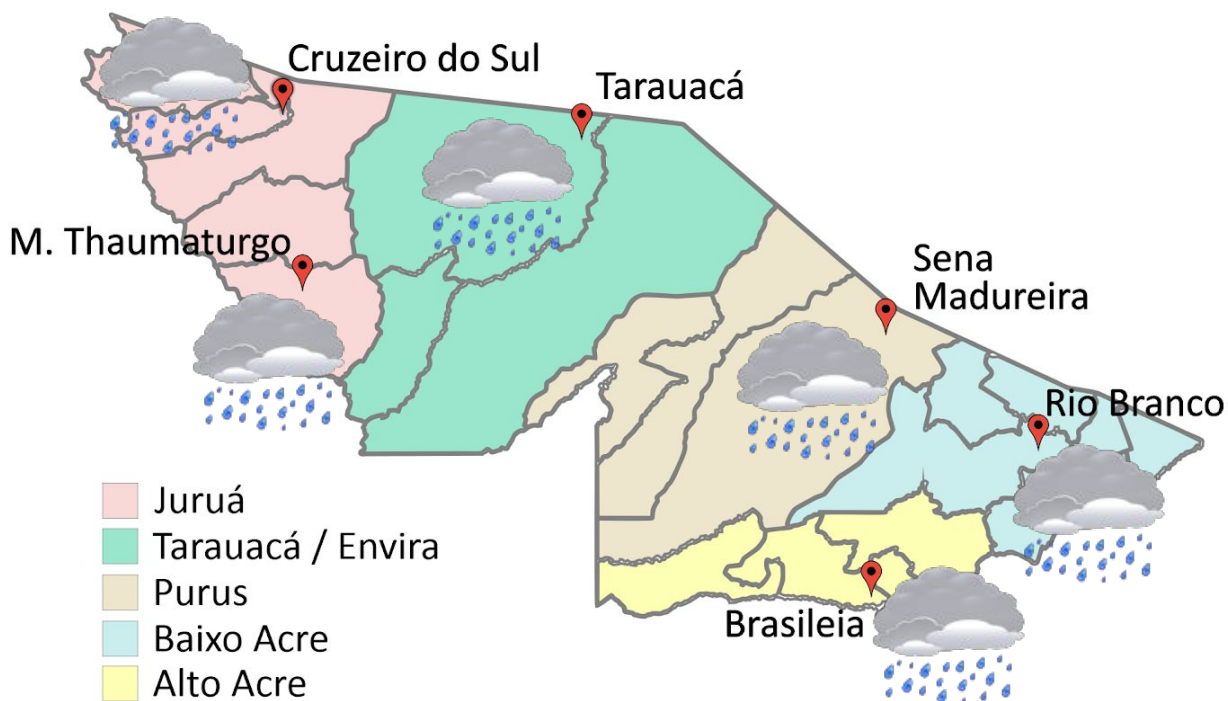 Cruzeiro do Sul
Tarauacá
M. Thaumaturgo
Sena
Madureira
Rio Branco
Brasileia
Juruá
Tarauacá / Envira
Purus
Baixo Acre
Alto Acre